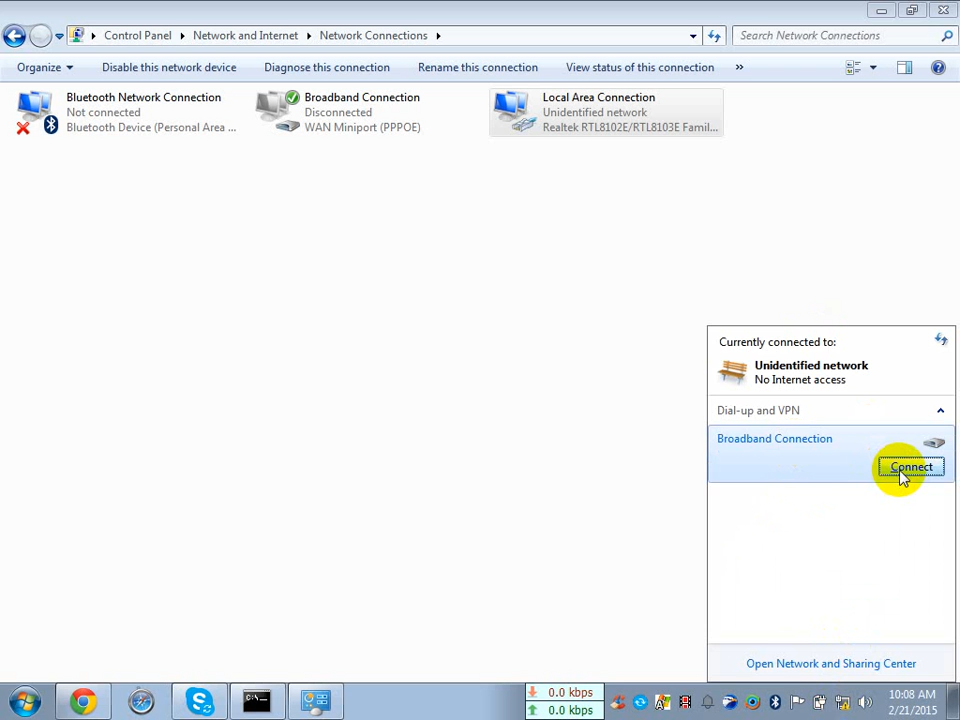 Control Panel Network and Internet Network Connections Search Network Connections
Organize Disable this network device Diagnose this connection Rename this connection View status of this connection »
Bluetooth Network Connection
Not connected
Bluetooth Device (Personal Area ...
Broadband Connection
Disconnected
WAN Miniport (PPPOE)
Local Area Connection
Unidentified network
Realtek RTL8102E/RTL8103E Famil...
Currently connected to:
Unidentified network
No Internet access
Dial-up and VPN
Broadband Connection
Connect
Open Network and Sharing Center
C:\
0.0 kbps
0.0 kbps
10:08 AM
2/21/2015